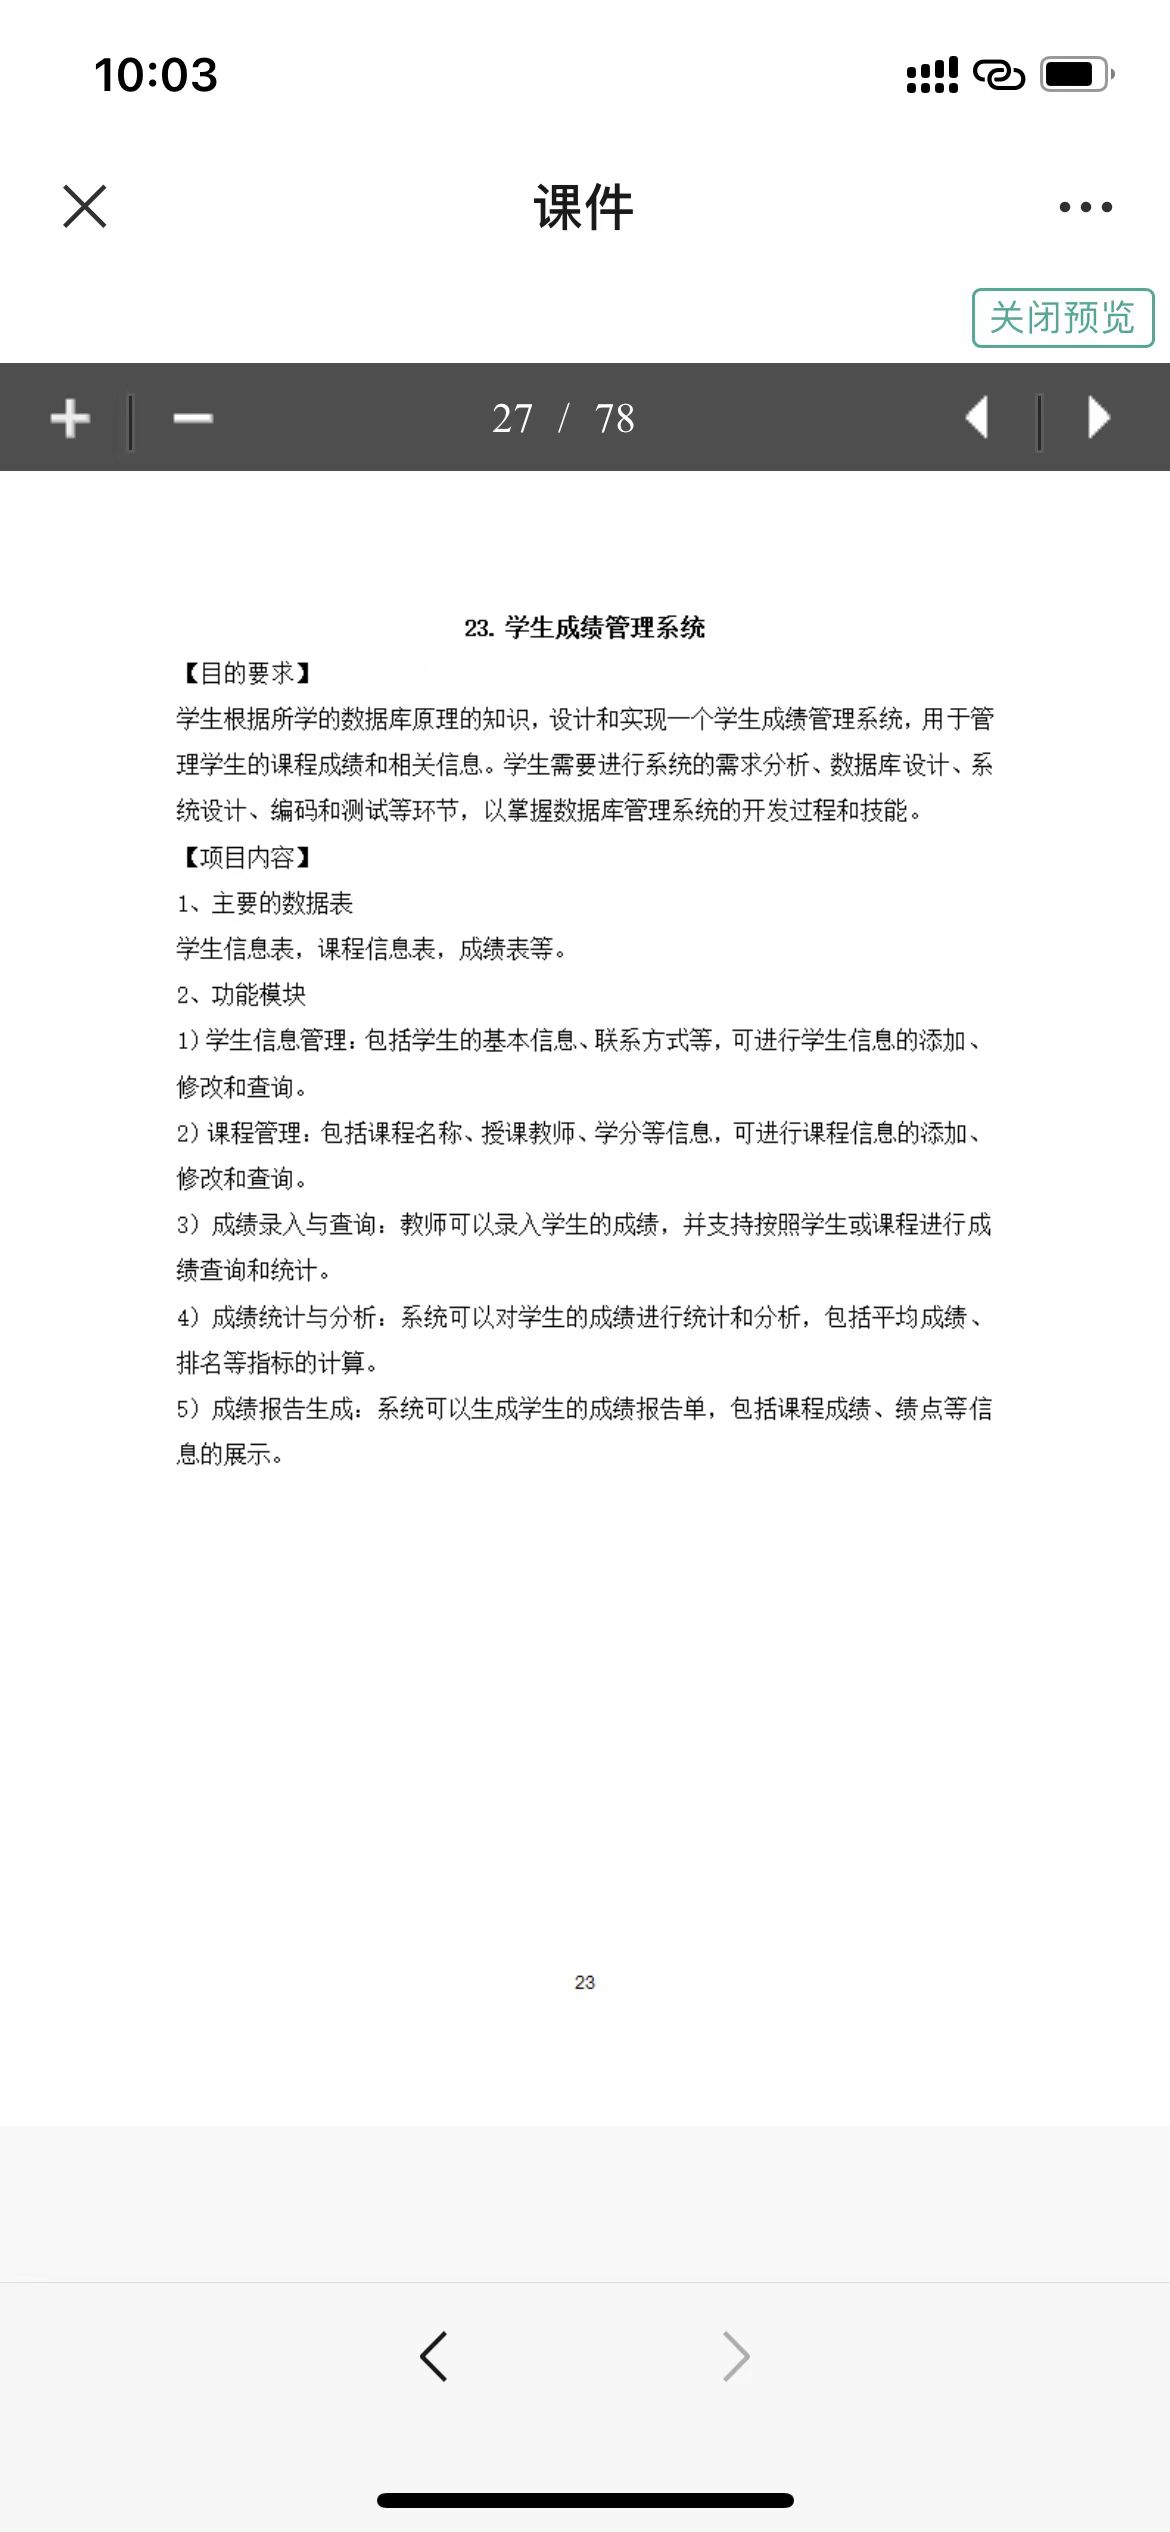 10:03
课件
关闭预览
27 / 78
23. 学生成绩管理系统
【目的要求】
学生根据所学的数据库原理的知识，设计和实现一个学生成绩管理系统，用于管
理学生的课程成绩和相关信息。学生需要进行系统的需求分析、数据库设计、系
统设计、编码和测试等环节，以掌握数据库管理系统的开发过程和技能。
【项目内容】
1、主要的数据表
学生信息表，课程信息表，成绩表等。
2、功能模块
1）学生信息管理：包括学生的基本信息、联系方式等，可进行学生信息的添加、
修改和查询。
2）课程管理：包括课程名称、授课教师、学分等信息，可进行课程信息的添加、
修改和查询。
3）成绩录入与查询：教师可以录入学生的成绩，并支持按照学生或课程进行成
绩查询和统计。
4）成绩统计与分析：系统可以对学生的成绩进行统计和分析，包括平均成绩、
排名等指标的计算。
5）成绩报告生成：系统可以生成学生的成绩报告单，包括课程成绩、绩点等信
息的展示。
23